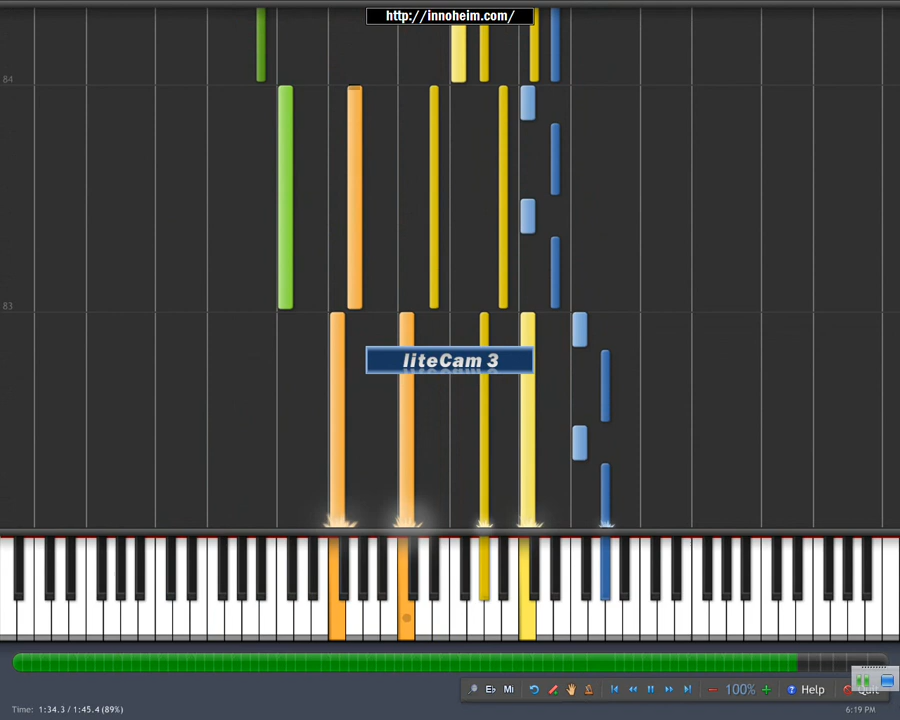 http://innoheim.com/
84
83
liteCam 3
E♭ Mi 100% Help
Time: 1:34.3 / 1:45.4 (89%)
6:19 PM